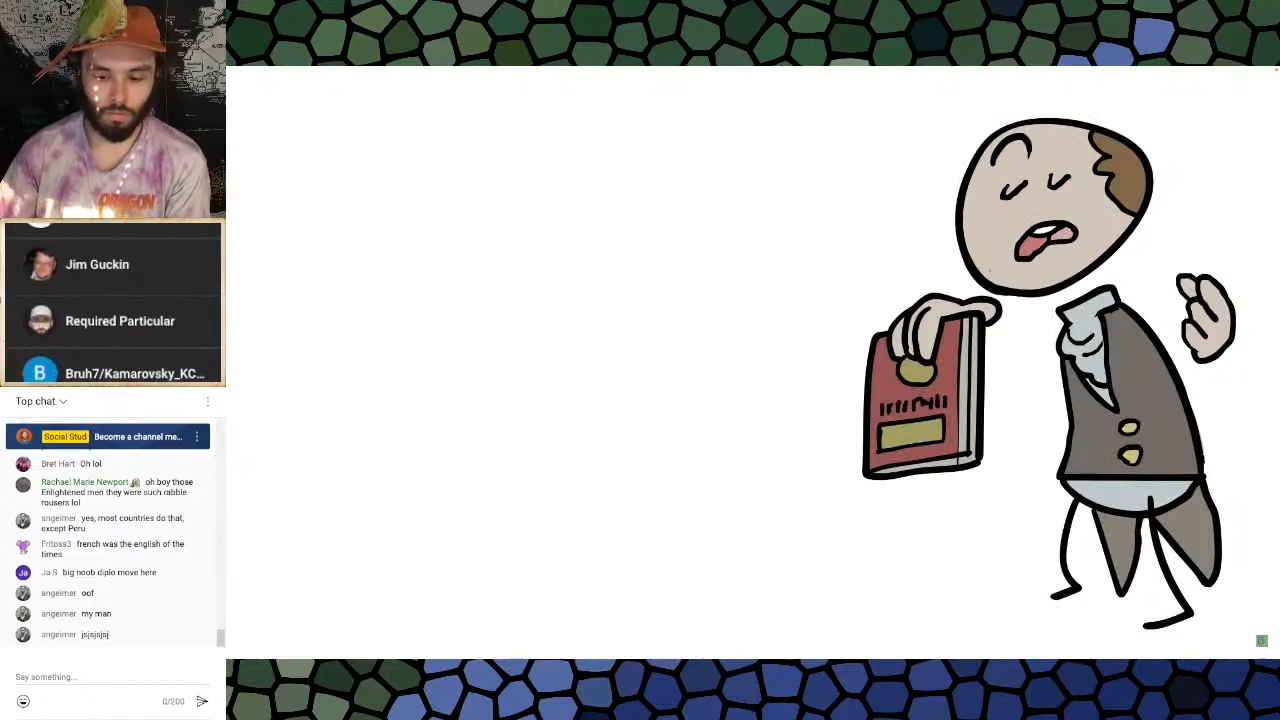 USA
DRAGON
Jim Guckin
Required Particular
B Bruh7/Kamarovsky_KC...
Top chat
Social Stud Become a channel me...
Bret Hart Oh lol
Rachael Marie Newport oh boy those
Enlightened men they were such rabble
rousers lol
angeimer yes, most countries do that,
except Peru
Fritoss3 french was the english of the
times
Ja Ja S big noob diplo move here
angeimer oof
angeimer my man
angeimer jsjsjsjsj
Say something...
0/200